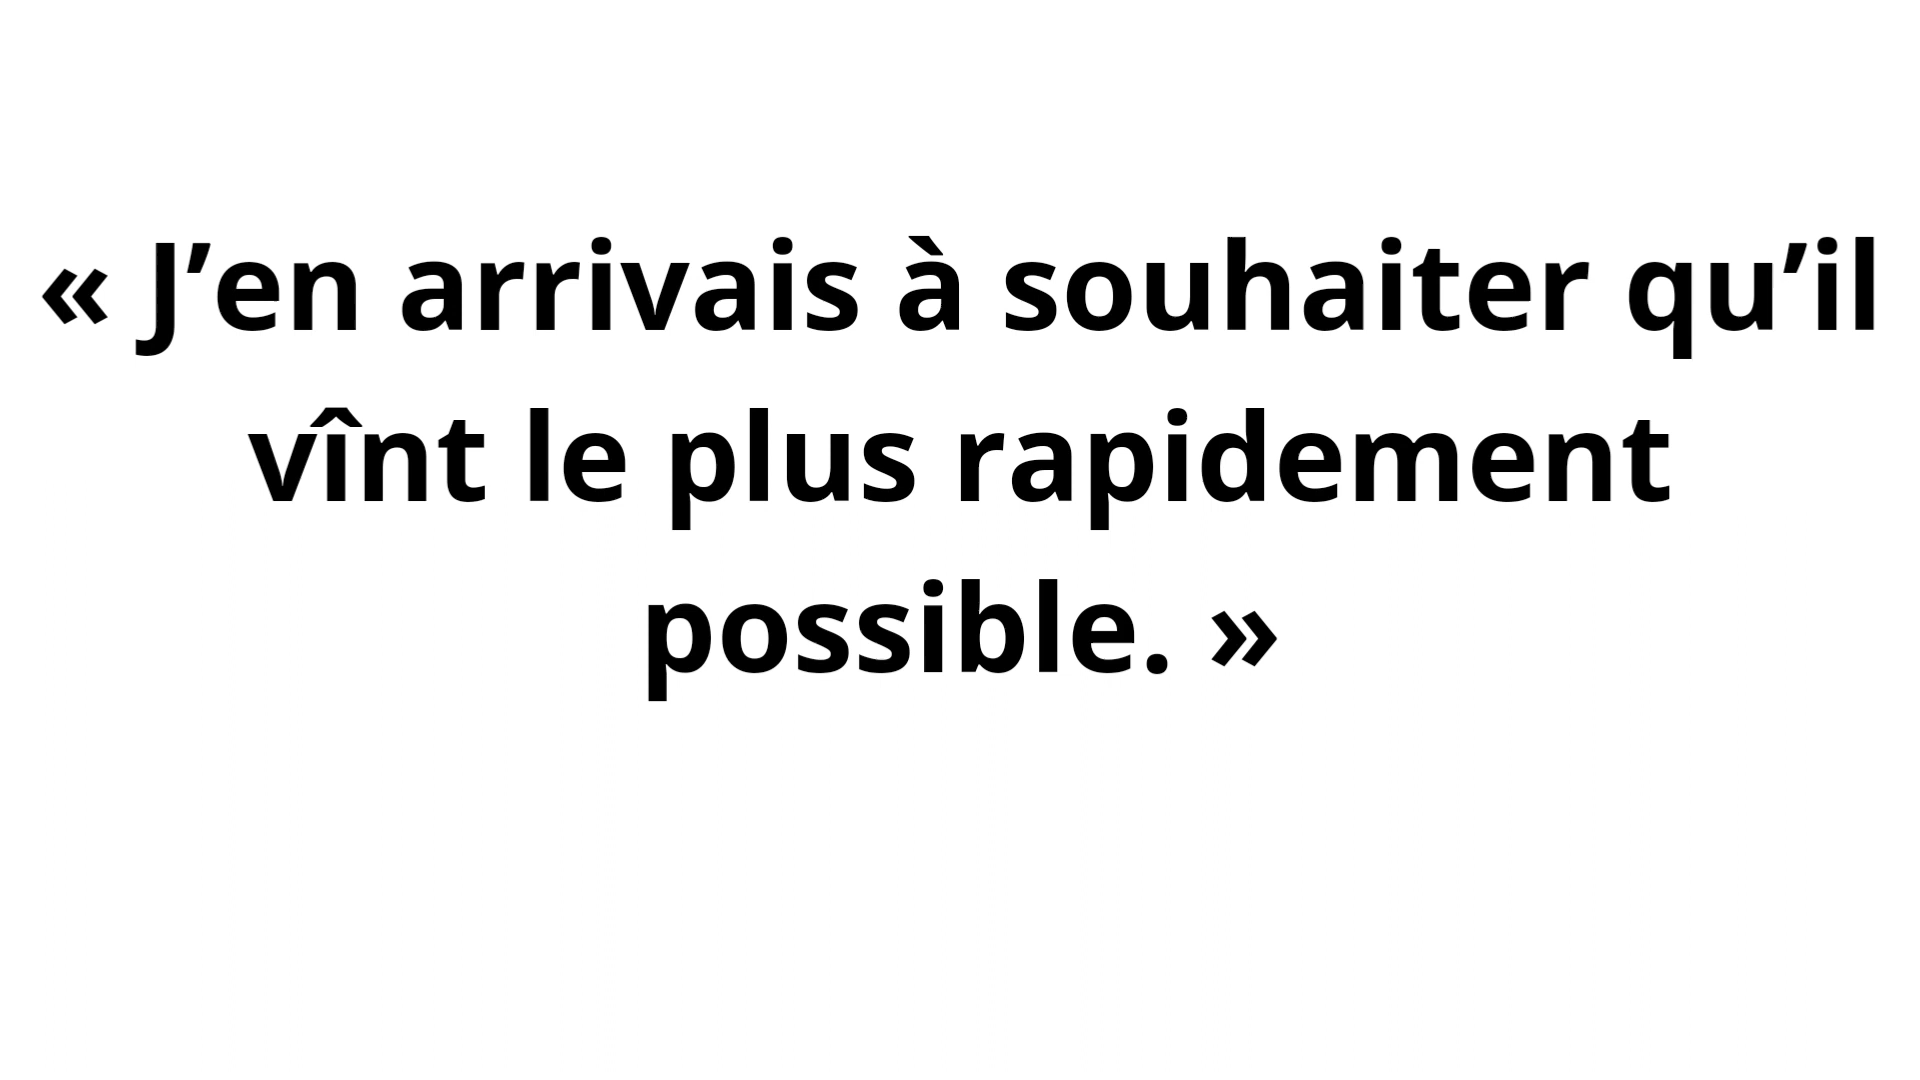 « J’en arrivais à souhaiter qu’il
vînt le plus rapidement
possible. »